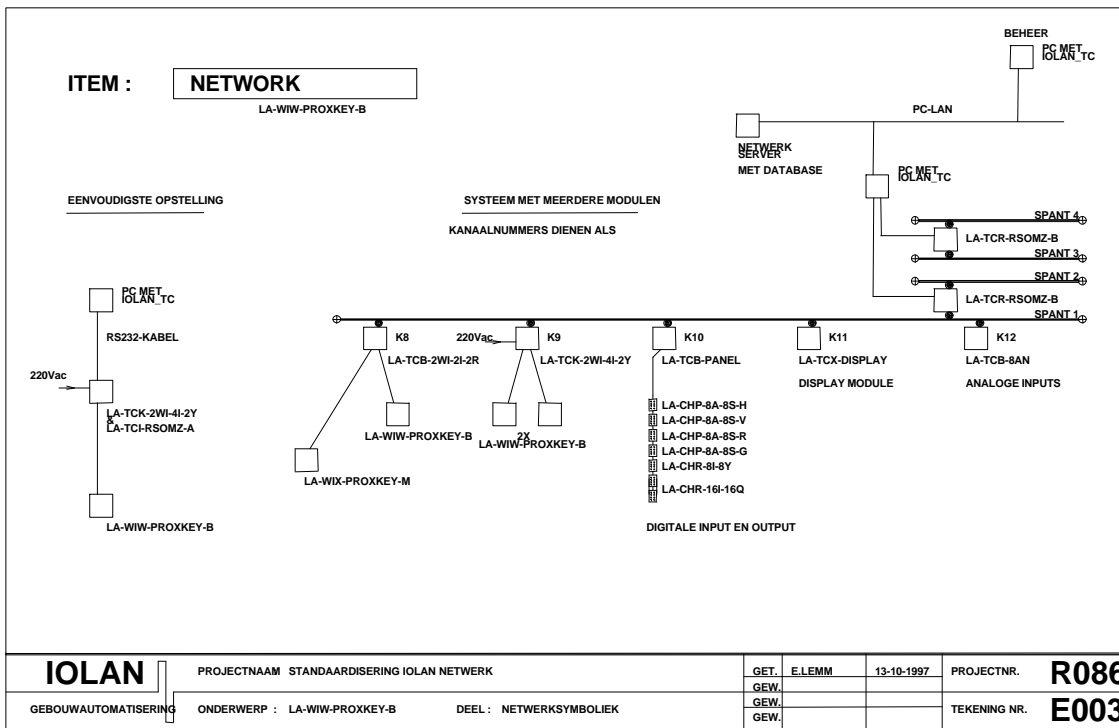 BEHEER
PC MET
IOLAN_TC
ITEM : NETWORK
LA-WIW-PROXKEY-B
PC-LAN
NETWERK
SERVER
MET DATABASE
PC MET
IOLAN_TC
EENVOUDIGSTE OPSTELLING
SYSTEEM MET MEERDERE MODULEN
KANAALNUMMERS DIENEN ALS
SPANT 4
LA-TCR-RSOMZ-B
SPANT 3
SPANT 2
LA-TCR-RSOMZ-B
SPANT 1
PC MET
IOLAN_TC
RS232-KABEL
220Vac
LA-TCK-2WI-4I-2Y
&
LA-TCI-RSOMZ-A
LA-WIW-PROXKEY-B
K8
LA-TCB-2WI-2I-2R
LA-WIW-PROXKEY-B
LA-WIX-PROXKEY-M
220Vac
K9
LA-TCK-2WI-4I-2Y
2X
LA-WIW-PROXKEY-B
K10
LA-TCB-PANEL
LA-CHP-8A-8S-H
LA-CHP-8A-8S-V
LA-CHP-8A-8S-R
LA-CHP-8A-8S-G
LA-CHR-8I-8Y
LA-CHR-16I-16Q
DIGITALE INPUT EN OUTPUT
K11
LA-TCX-DISPLAY
DISPLAY MODULE
K12
LA-TCB-8AN
ANALOGE INPUTS
IOLAN
GEBOUWAUTOMATISERING
PROJECTNAAM STANDAARDISERING IOLAN NETWERK
ONDERWERP : LA-WIW-PROXKEY-B DEEL : NETWERKSYMBOLIEK
GET. E.LEMM 13-10-1997
GEW.
GEW.
GEW.
PROJECTNR. R086
TEKENING NR. E003